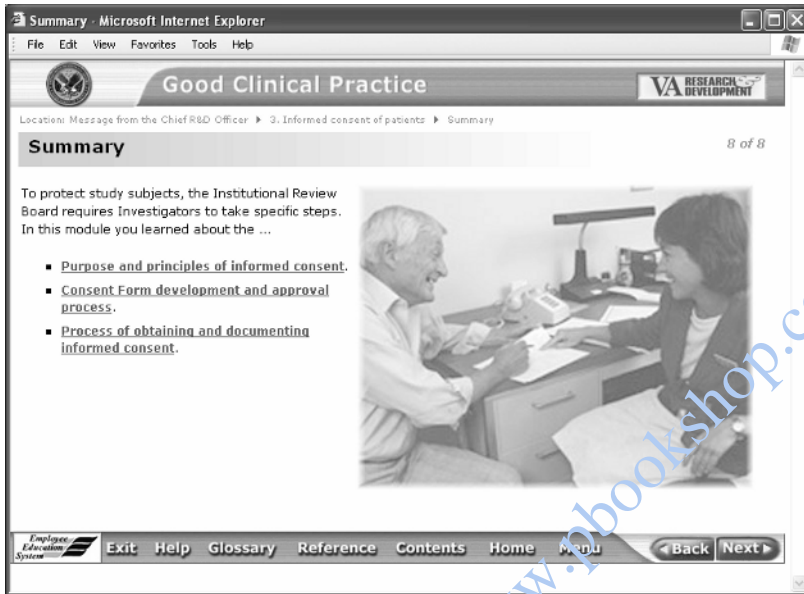 Summary - Microsoft Internet Explorer
File Edit View Favorites Tools Help
Good Clinical Practice
VA RESEARCH
DEVELOPMENT
Location: Message from the Chief R&D Officer ▶ 3. Informed consent of patients ▶ Summary
Summary
8 of 8
To protect study subjects, the Institutional Review
Board requires Investigators to take specific steps.
In this module you learned about the ...
▪ Purpose and principles of informed consent.
▪ Consent Form development and approval
process.
▪ Process of obtaining and documenting
informed consent.
Employee
Education
System
Exit Help Glossary Reference Contents Home Menu
Back Next